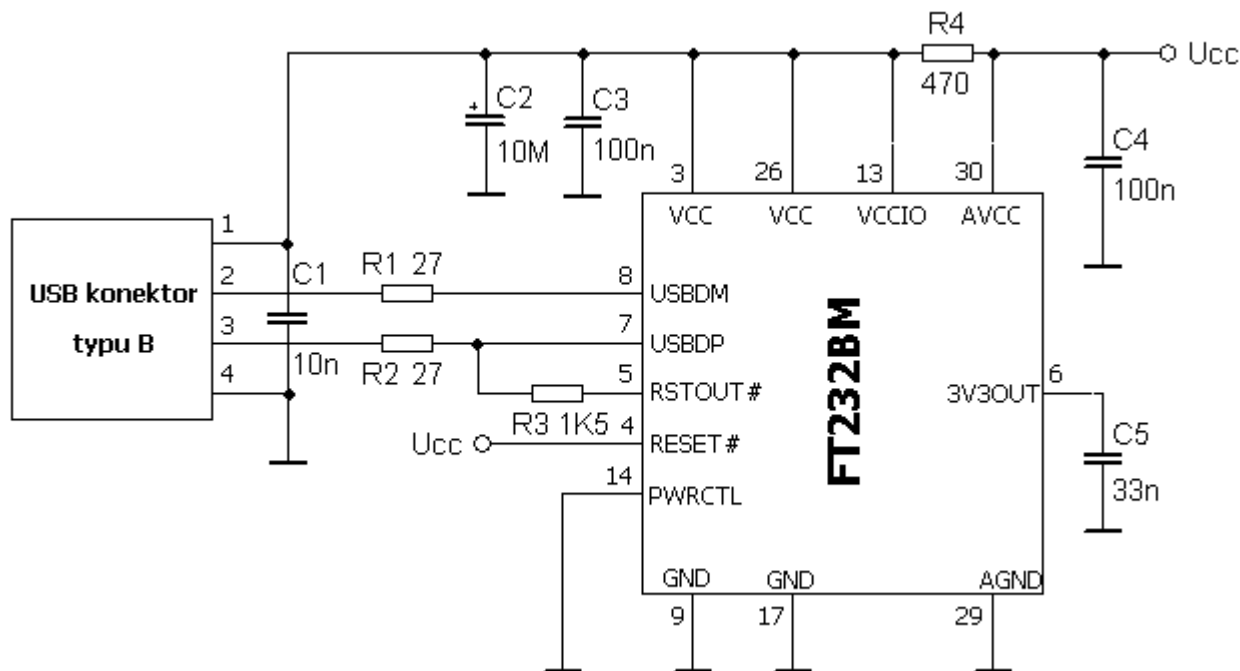 R4
470
Ucc
C2
10M
C3
100n
C4
100n
3
26
13
30
VCC
VCC
VCCIO
AVCC
USB konektor
typu B
1
2
3
4
C1
10n
R1 27
R2 27
R3 1K5
Ucc
8
7
5
4
14
USBDM
USBDP
RSTOUT#
RESET#
PWRCTL
FT232BM
3V3OUT
6
C5
33n
GND
GND
AGND
9
17
29